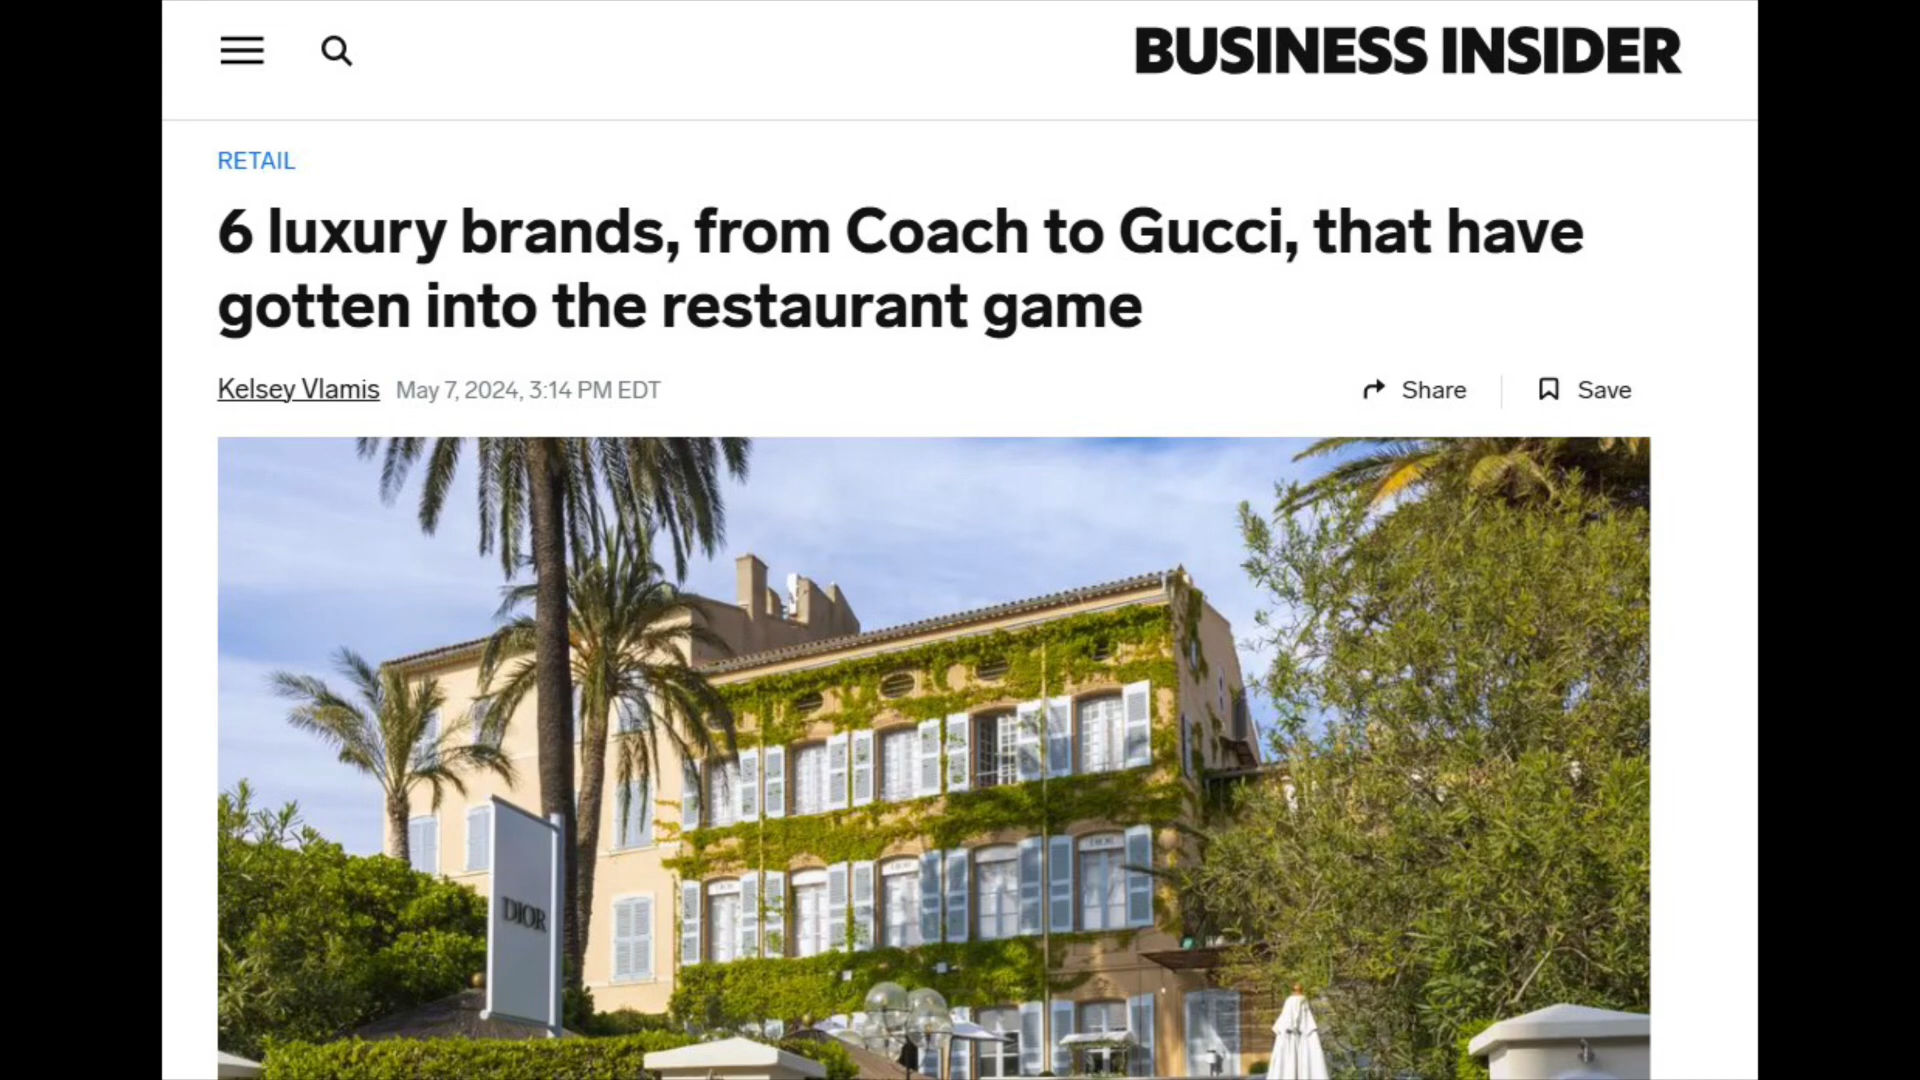 BUSINESS INSIDER
RETAIL
6 luxury brands, from Coach to Gucci, that have
gotten into the restaurant game
Kelsey Vlamis May 7, 2024, 3:14 PM EDT
Share
Save
DIOR
DIOR